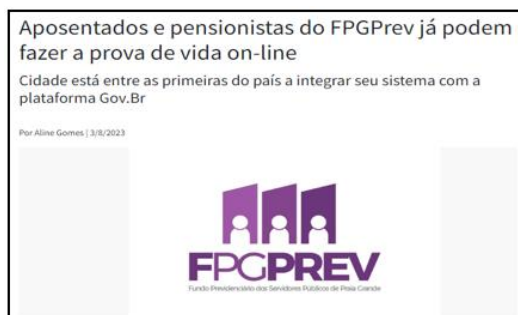 Aposentados e pensionistas do FPGPrev já podem
fazer a prova de vida on-line
Cidade está entre as primeiras do país a integrar seu sistema com a
plataforma Gov.Br
Por Aline Gomes | 3/8/2023
FPGPREV
Fundo Previdenciário dos Servidores Públicos de Praia Grande